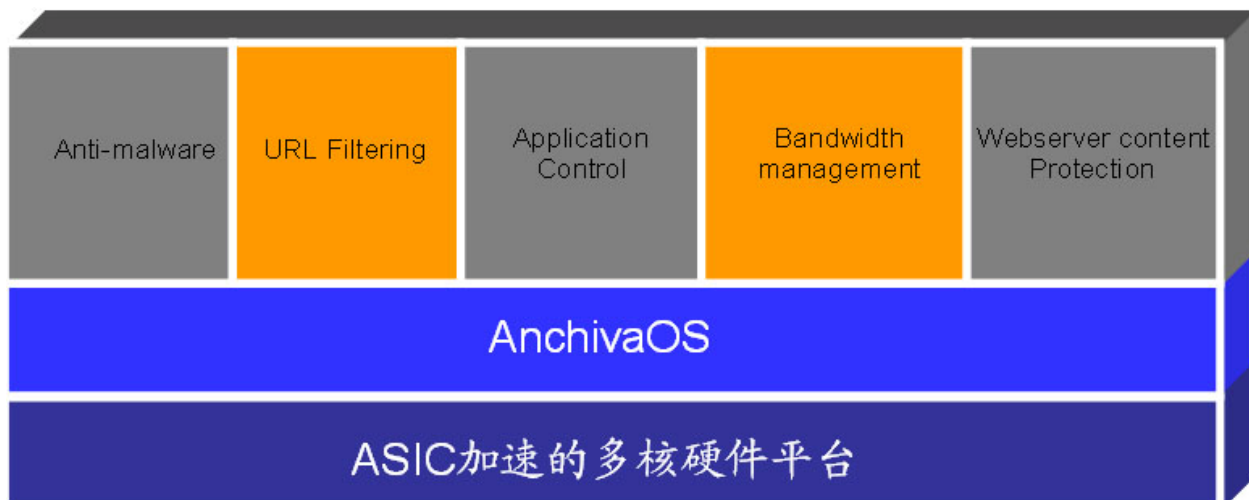 Anti-malware
URL Filtering
Application
Control
Bandwidth
management
Webserver content
Protection
AnchivaOS
ASIC加速的多核硬件平台